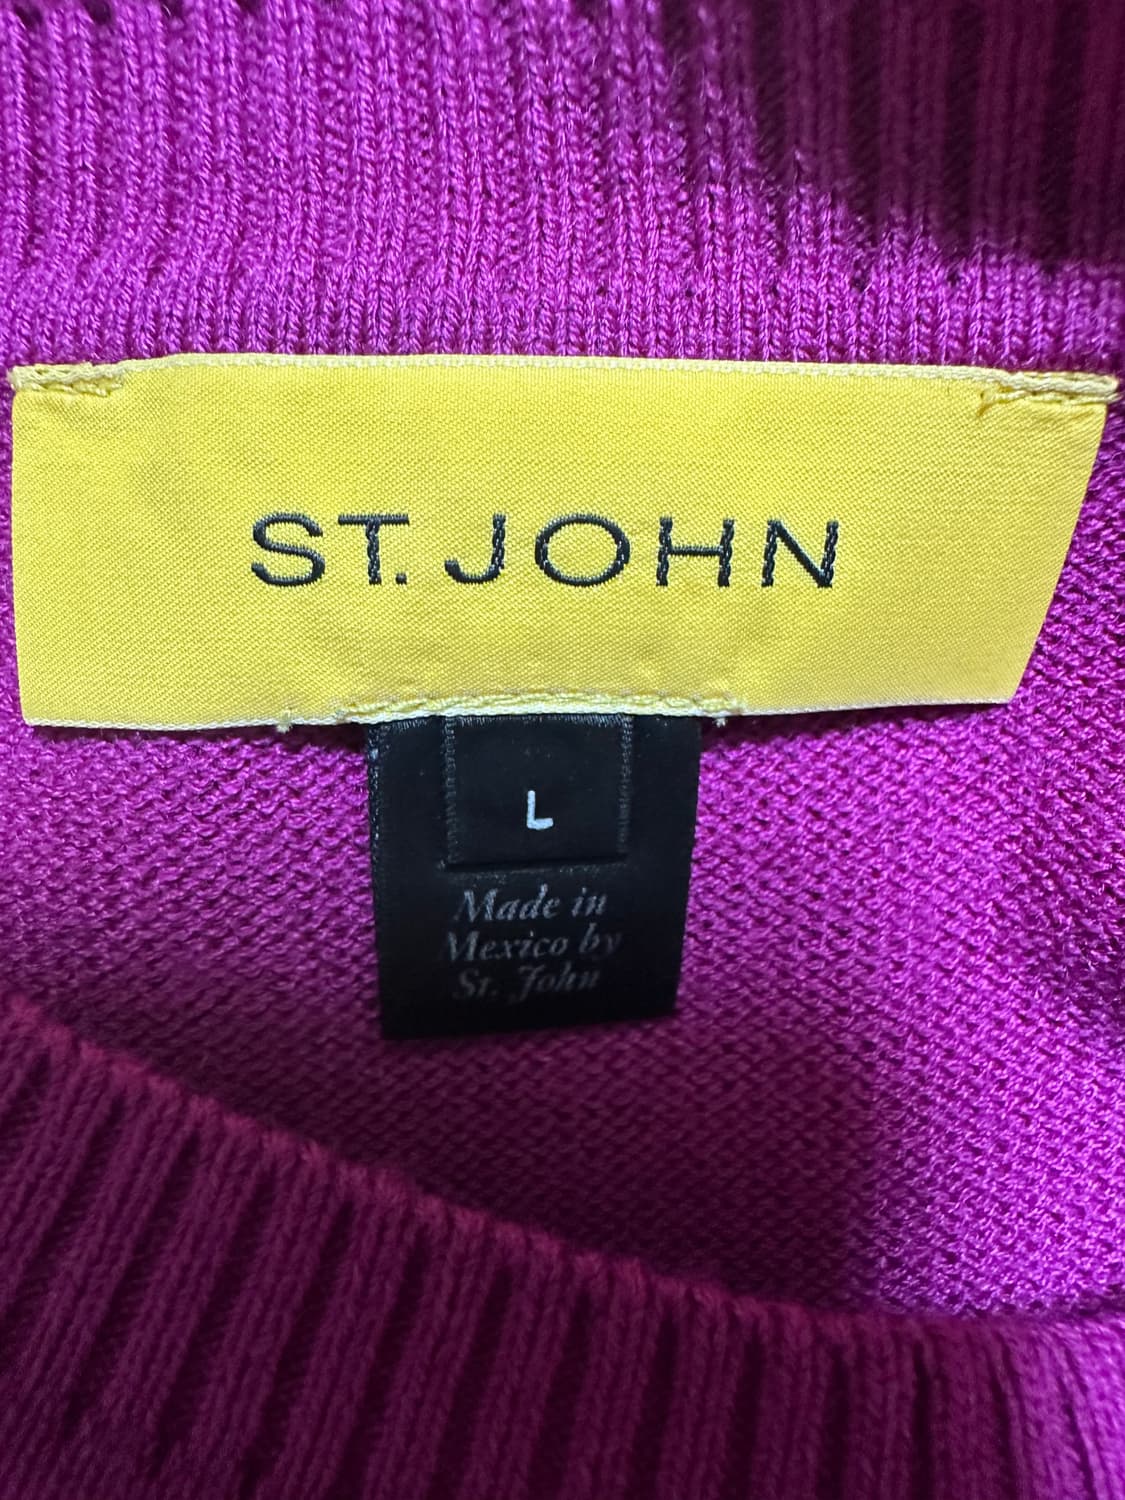 ST. JOHN
L
Made in
Mexico by
St. John